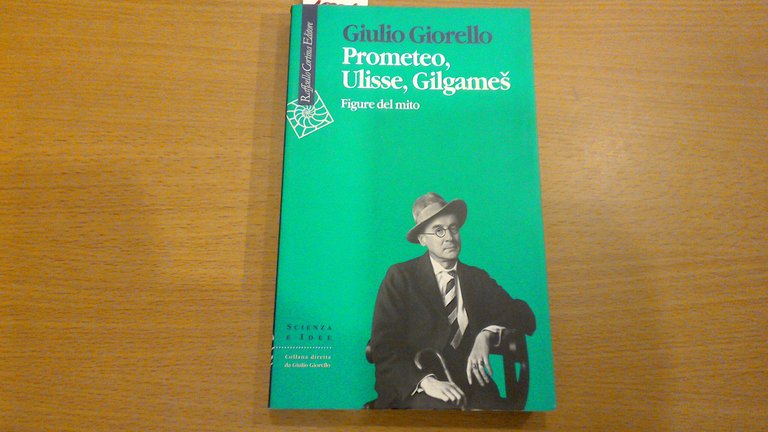 Giulio Giorello
Prometeo,
Ulisse, Gilgameš
Figure del mito
Raffaello Cortina Editore
SCIENZA
E IDEE
Collana diretta
da Giulio Giorello